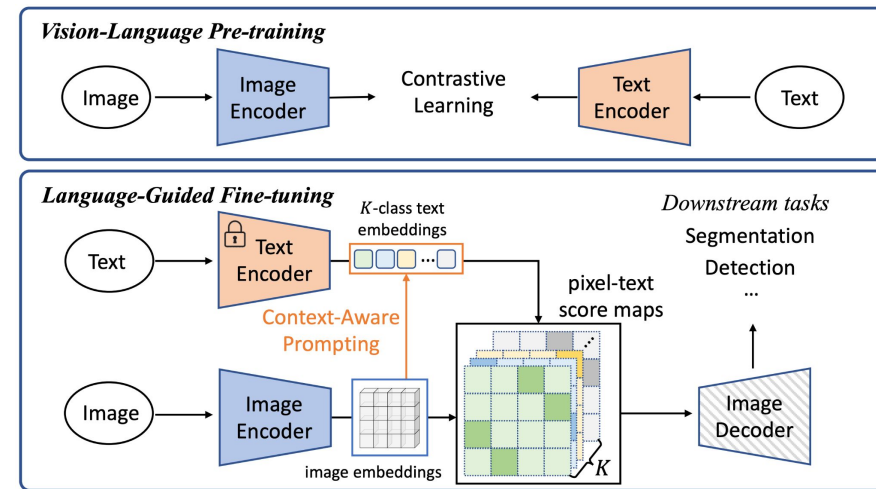 Vision-Language Pre-training
Image
Image
Encoder
Contrastive
Learning
Text
Encoder
Text
Language-Guided Fine-tuning
Text
Text
Encoder
K-class text
embeddings
...
Context-Aware
Prompting
pixel-text
score maps
Downstream tasks
Segmentation
Detection
...
Image
Image
Encoder
image embeddings
...
K
Image
Decoder